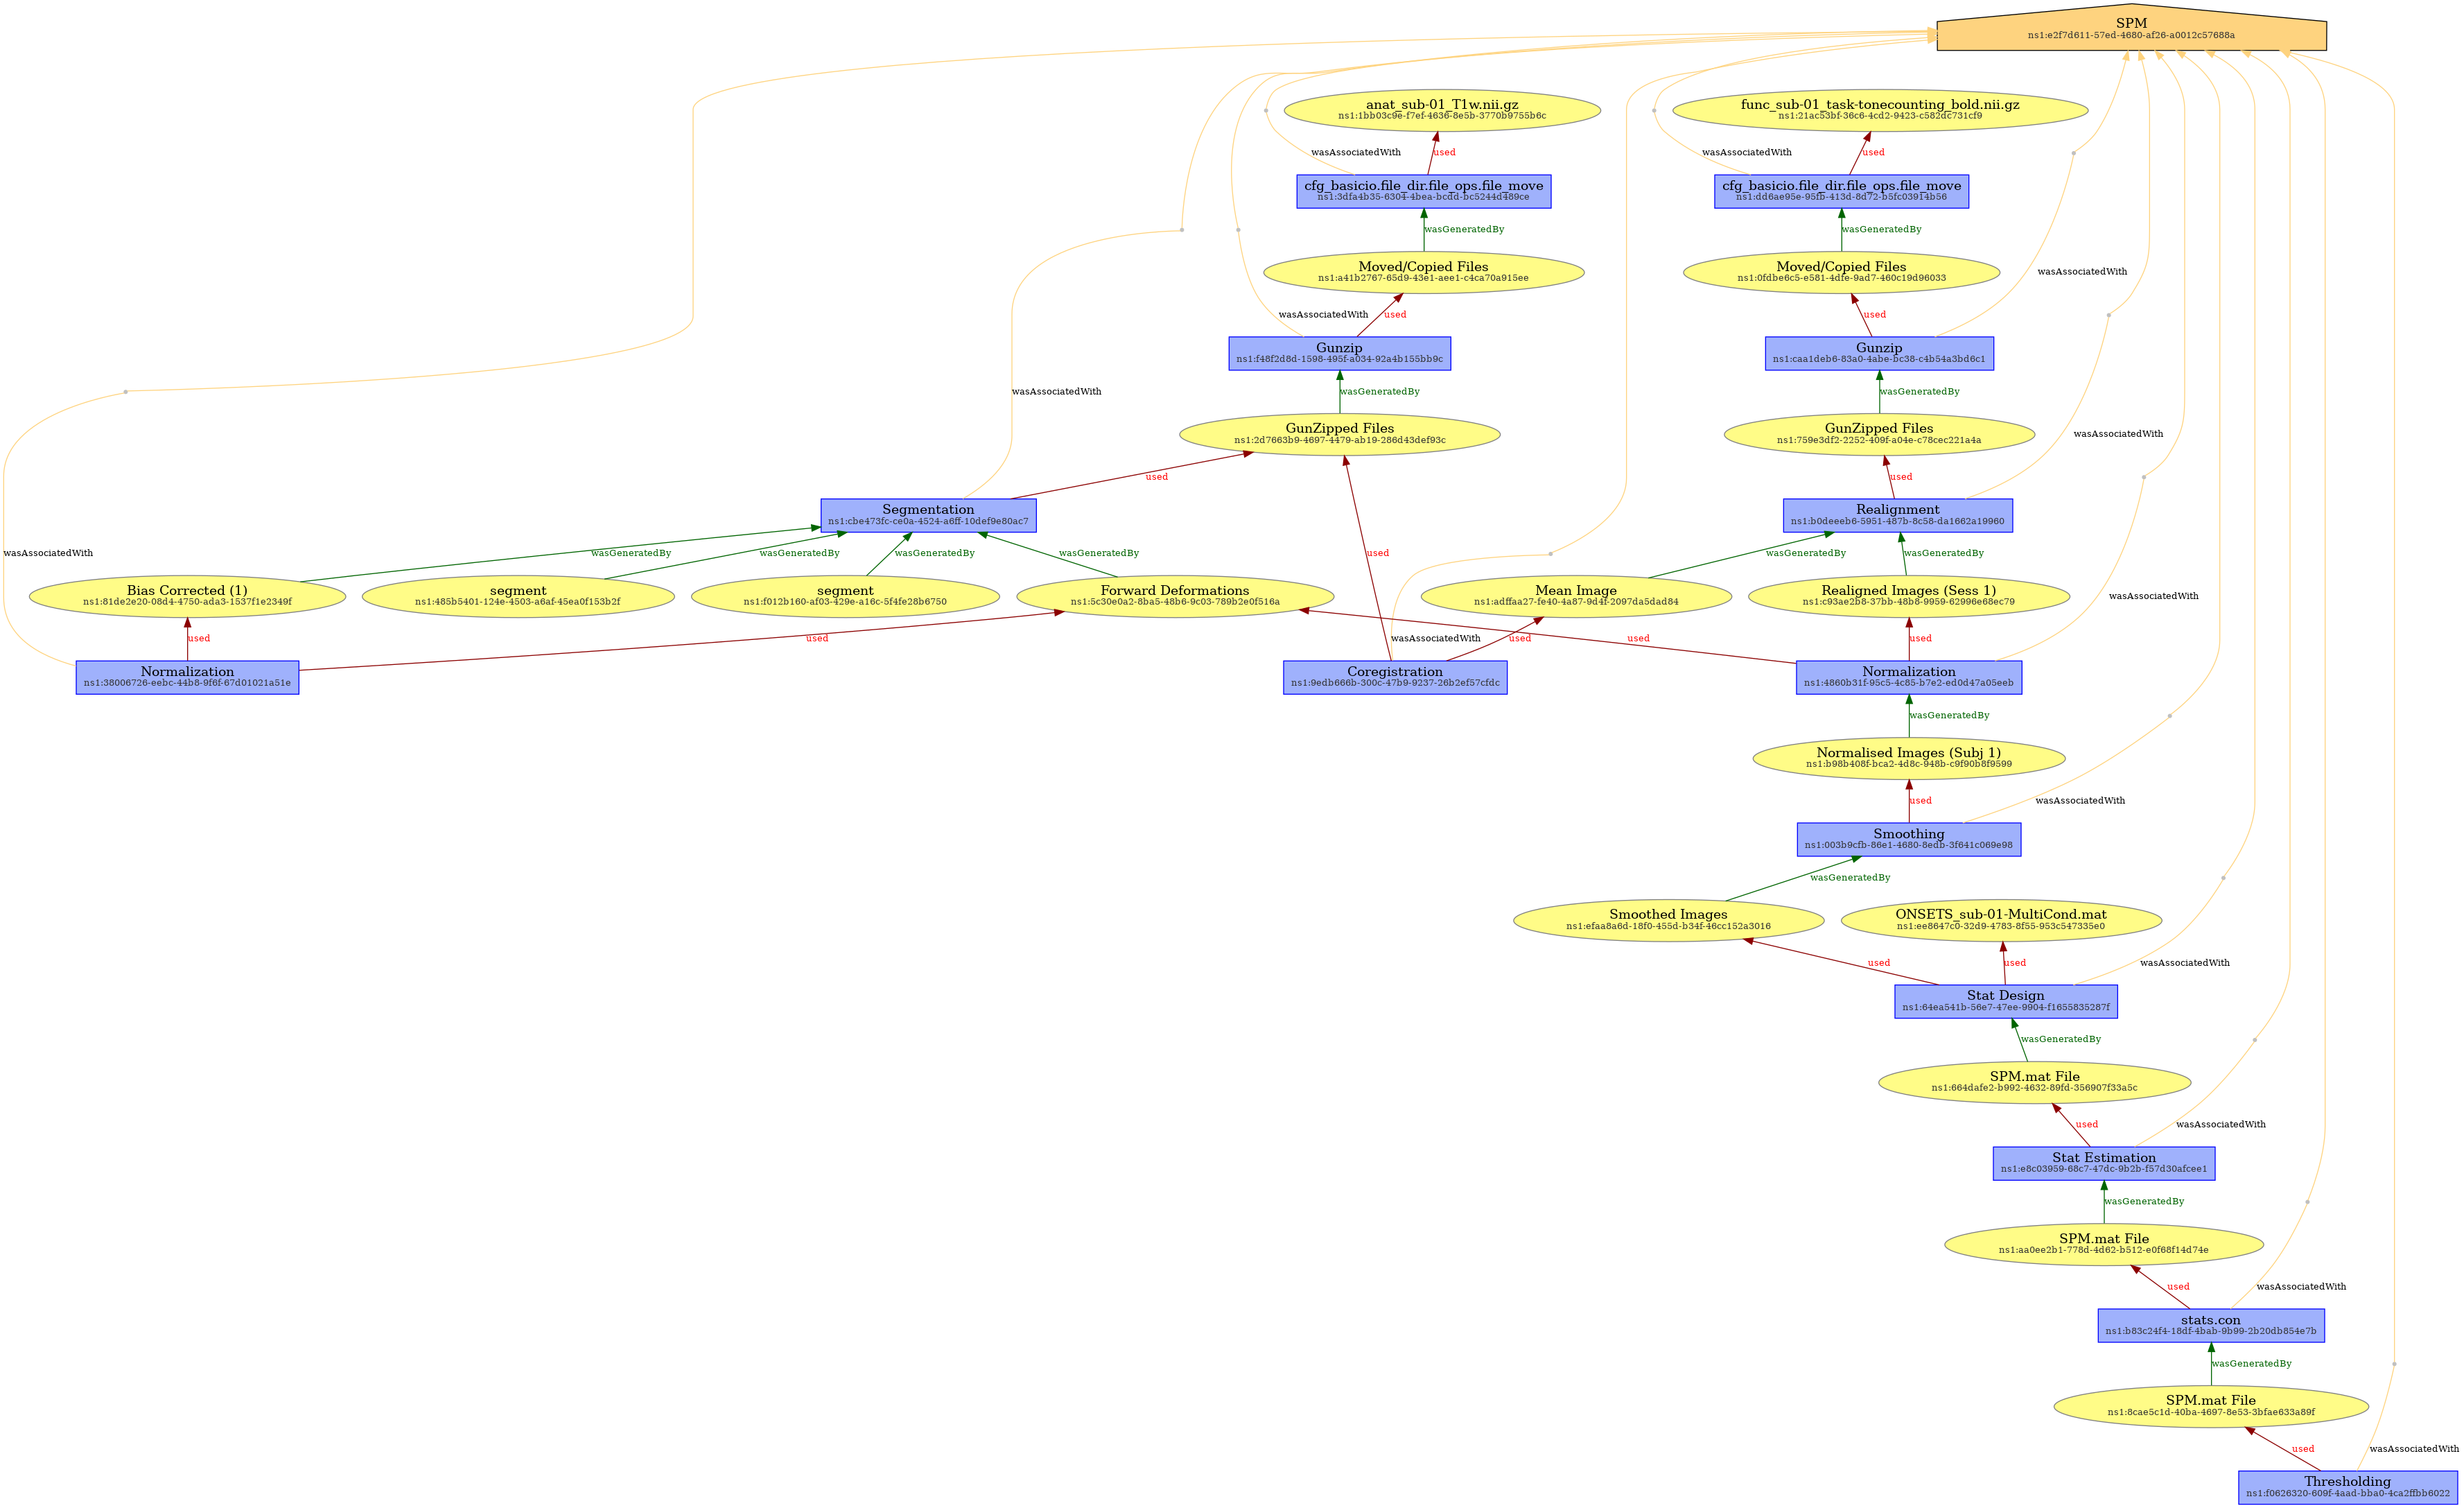 SPM
ns1:e2f7d611-57ed-4680-af26-a0012c57688a
anat_sub-01_T1w.nii.gz
ns1:1bb03c9e-f7ef-4636-8e5b-3770b9755b6c
func_sub-01_task-tonecounting_bold.nii.gz
ns1:21ac53bf-36c6-4cd2-9423-c582dc731cf9
wasAssociatedWith
used
wasAssociatedWith
used
cfg_basicio.file_dir.file_ops.file_move
ns1:3dfa4b35-6304-4bea-bcdd-bc5244d489ce
cfg_basicio.file_dir.file_ops.file_move
ns1:dd6ae95e-95fb-413d-8d72-b5fc03914b56
wasGeneratedBy
wasGeneratedBy
Moved/Copied Files
ns1:a41b2767-65d9-43e1-aee1-c4ca70a915ee
Moved/Copied Files
ns1:0fdbe6c5-e581-4dfe-9ad7-460c19d96033
wasAssociatedWith
wasAssociatedWith
used
used
Gunzip
ns1:f48f2d8d-1598-495f-a034-92a4b155bb9c
Gunzip
ns1:caa1deb6-83a0-4abe-bc38-c4b54a3bd6c1
wasAssociatedWith
wasGeneratedBy
wasGeneratedBy
GunZipped Files
ns1:2d7663b9-4697-4479-ab19-286d43def93c
GunZipped Files
ns1:759e3df2-2252-409f-a04e-c78cec221a4a
wasAssociatedWith
used
used
Segmentation
ns1:cbe473fc-ce0a-4524-a6ff-10def9e80ac7
Realignment
ns1:b0deeeb6-5951-487b-8c58-da1662a19960
wasAssociatedWith
wasGeneratedBy
wasGeneratedBy
wasGeneratedBy
wasGeneratedBy
used
wasGeneratedBy
wasGeneratedBy
Bias Corrected (1)
ns1:81de2e20-08d4-4750-ada3-1537f1e2349f
segment
ns1:485b5401-124e-4503-a6af-45ea0f153b2f
segment
ns1:f012b160-af03-429e-a16c-5f4fe28b6750
Forward Deformations
ns1:5c30e0a2-8ba5-48b6-9c03-789b2e0f516a
Mean Image
ns1:adffaa27-fe40-4a87-9d4f-2097da5dad84
Realigned Images (Sess 1)
ns1:c93ae2b8-37bb-48b8-9959-62996e68ec79
wasAssociatedWith
used
used
wasAssociatedWith
used
used
used
Normalization
ns1:38006726-eebc-44b8-9f6f-67d01021a51e
Coregistration
ns1:9edb666b-300c-47b9-9237-26b2ef57cfdc
Normalization
ns1:4860b31f-95c5-4c85-b7e2-ed0d47a05eeb
wasGeneratedBy
Normalised Images (Subj 1)
ns1:b98b408f-bca2-4d8c-948b-c9f90b8f9599
used
wasAssociatedWith
Smoothing
ns1:003b9cfb-86e1-4680-8edb-3f641c069e98
wasGeneratedBy
Smoothed Images
ns1:efaa8a6d-18f0-455d-b34f-46cc152a3016
ONSETS_sub-01-MultiCond.mat
ns1:ee8647c0-32d9-4783-8f55-953c547335e0
used
used
wasAssociatedWith
Stat Design
ns1:64ea541b-56e7-47ee-9904-f1655835287f
wasGeneratedBy
SPM.mat File
ns1:664dafe2-b992-4632-89fd-356907f33a5c
used
wasAssociatedWith
Stat Estimation
ns1:e8c03959-68c7-47dc-9b2b-f57d30afcee1
wasGeneratedBy
SPM.mat File
ns1:aa0ee2b1-778d-4d62-b512-e0f68f14d74e
used
wasAssociatedWith
stats.con
ns1:b83c24f4-18df-4bab-9b99-2b20db854e7b
wasGeneratedBy
SPM.mat File
ns1:8cae5c1d-40ba-4697-8e53-3bfae633a89f
used
wasAssociatedWith
Thresholding
ns1:f0626320-609f-4aad-bba0-4ca2ffbb6022